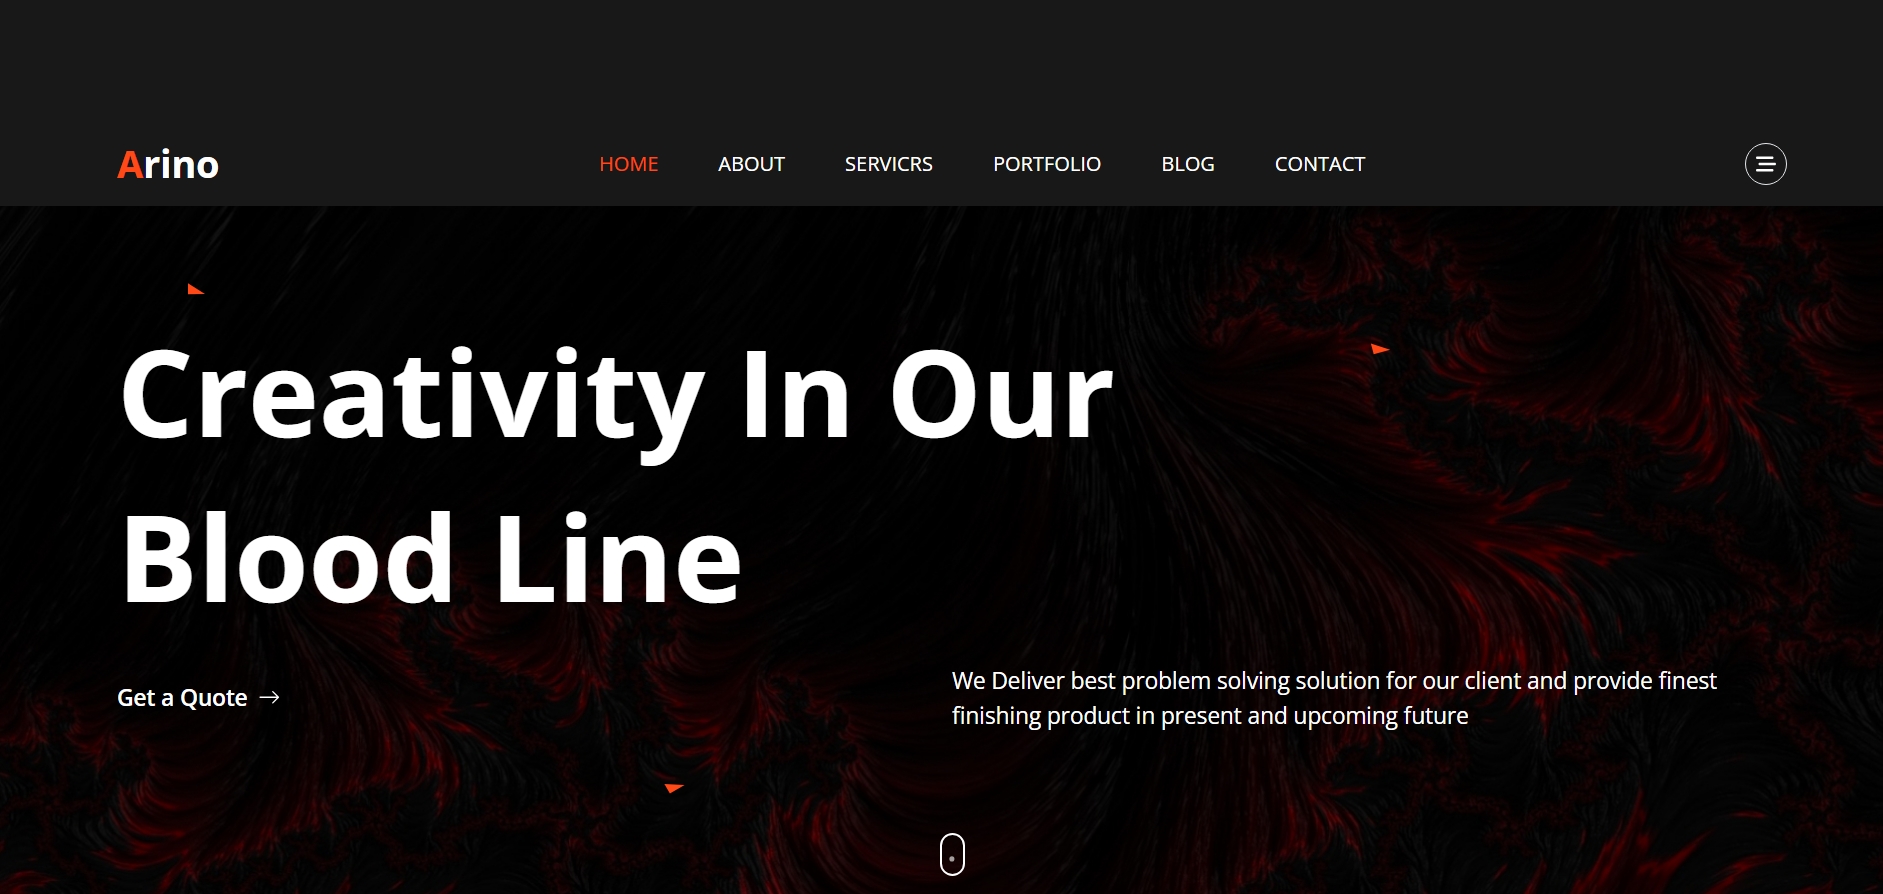 Arino
HOME ABOUT SERVICRS PORTFOLIO BLOG CONTACT
Creativity In Our
Blood Line
Get a Quote
We Deliver best problem solving solution for our client and provide finest
finishing product in present and upcoming future